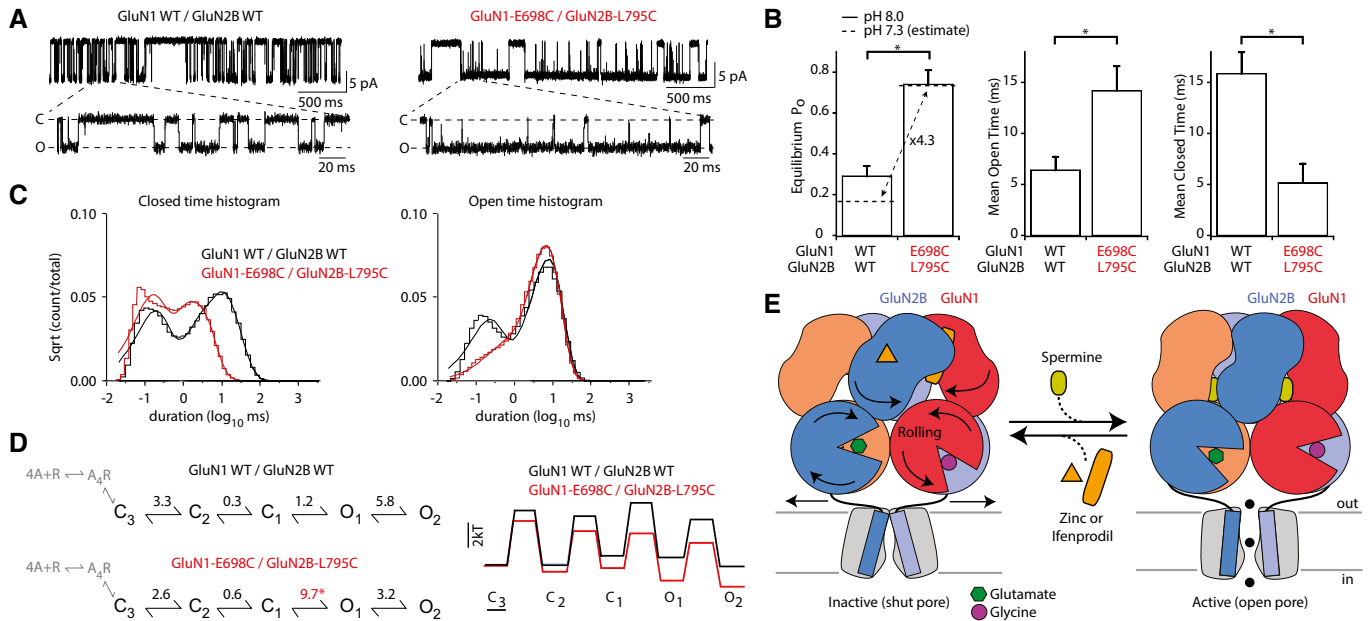 A
GluN1 WT / GluN2B WT
GluN1-E698C / GluN2B-L795C
5 pA
500 ms
5 pA
500 ms
C
O
20 ms
C
O
20 ms
B
pH 8.0
pH 7.3 (estimate)
*
Equilibrium Po
0.8
0.6
0.4
0.2
0
x4.3
GluN1 WT E698C
GluN2B WT L795C
*
Mean Open Time (ms)
15
10
5
0
GluN1 WT E698C
GluN2B WT L795C
*
Mean Closed Time (ms)
15
10
5
0
GluN1 WT E698C
GluN2B WT L795C
C
Closed time histogram
GluN1 WT / GluN2B WT
GluN1-E698C / GluN2B-L795C
Sqrt (count/total)
0.10
0.05
0.00
-2 -1 0 1 2 3
duration (log10 ms)
Open time histogram
0.10
0.05
0.00
-2 -1 0 1 2 3
duration (log10 ms)
D
GluN1 WT / GluN2B WT
4A+R A4R
C3 3.3 C2 0.3 C1 1.2 O1 5.8 O2
GluN1-E698C / GluN2B-L795C
4A+R A4R
C3 2.6 C2 0.6 C1 9.7* O1 3.2 O2
GluN1 WT / GluN2B WT
GluN1-E698C / GluN2B-L795C
2kT
C3 C2 C1 O1 O2
E
GluN2B GluN1
Rolling
Inactive (shut pore)
Spermine
Zinc or
Ifenprodil
Glutamate
Glycine
GluN2B GluN1
out
in
Active (open pore)